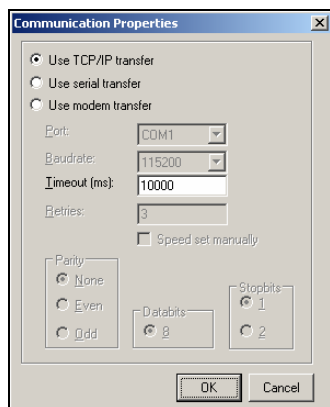 Communication Properties
Use TCP/IP transfer
Use serial transfer
Use modem transfer
Port: COM1
Baudrate: 115200
Timeout (ms): 10000
Retries: 3
Speed set manually
Parity
None
Even
Odd
Databits
8
Stopbits
1
2
OK Cancel